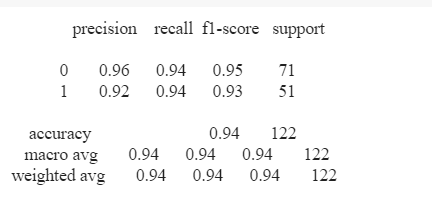 precision recall f1-score support
0 0.96 0.94 0.95 71
1 0.92 0.94 0.93 51
accuracy 0.94 122
macro avg 0.94 0.94 0.94 122
weighted avg 0.94 0.94 0.94 122